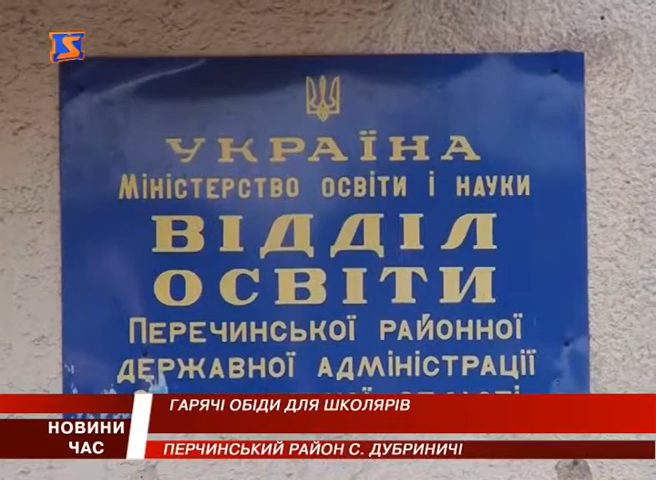 УКРАЇНА
Міністерство освіти і науки
ВІДДІЛ
ОСВІТИ
Перечинської районної
державної адміністрації
ГАРЯЧІ ОБІДИ ДЛЯ ШКОЛЯРІВ
НОВИНИ
ЧАС
ПЕРЧИНСЬКИЙ РАЙОН С. ДУБРИНИЧІ